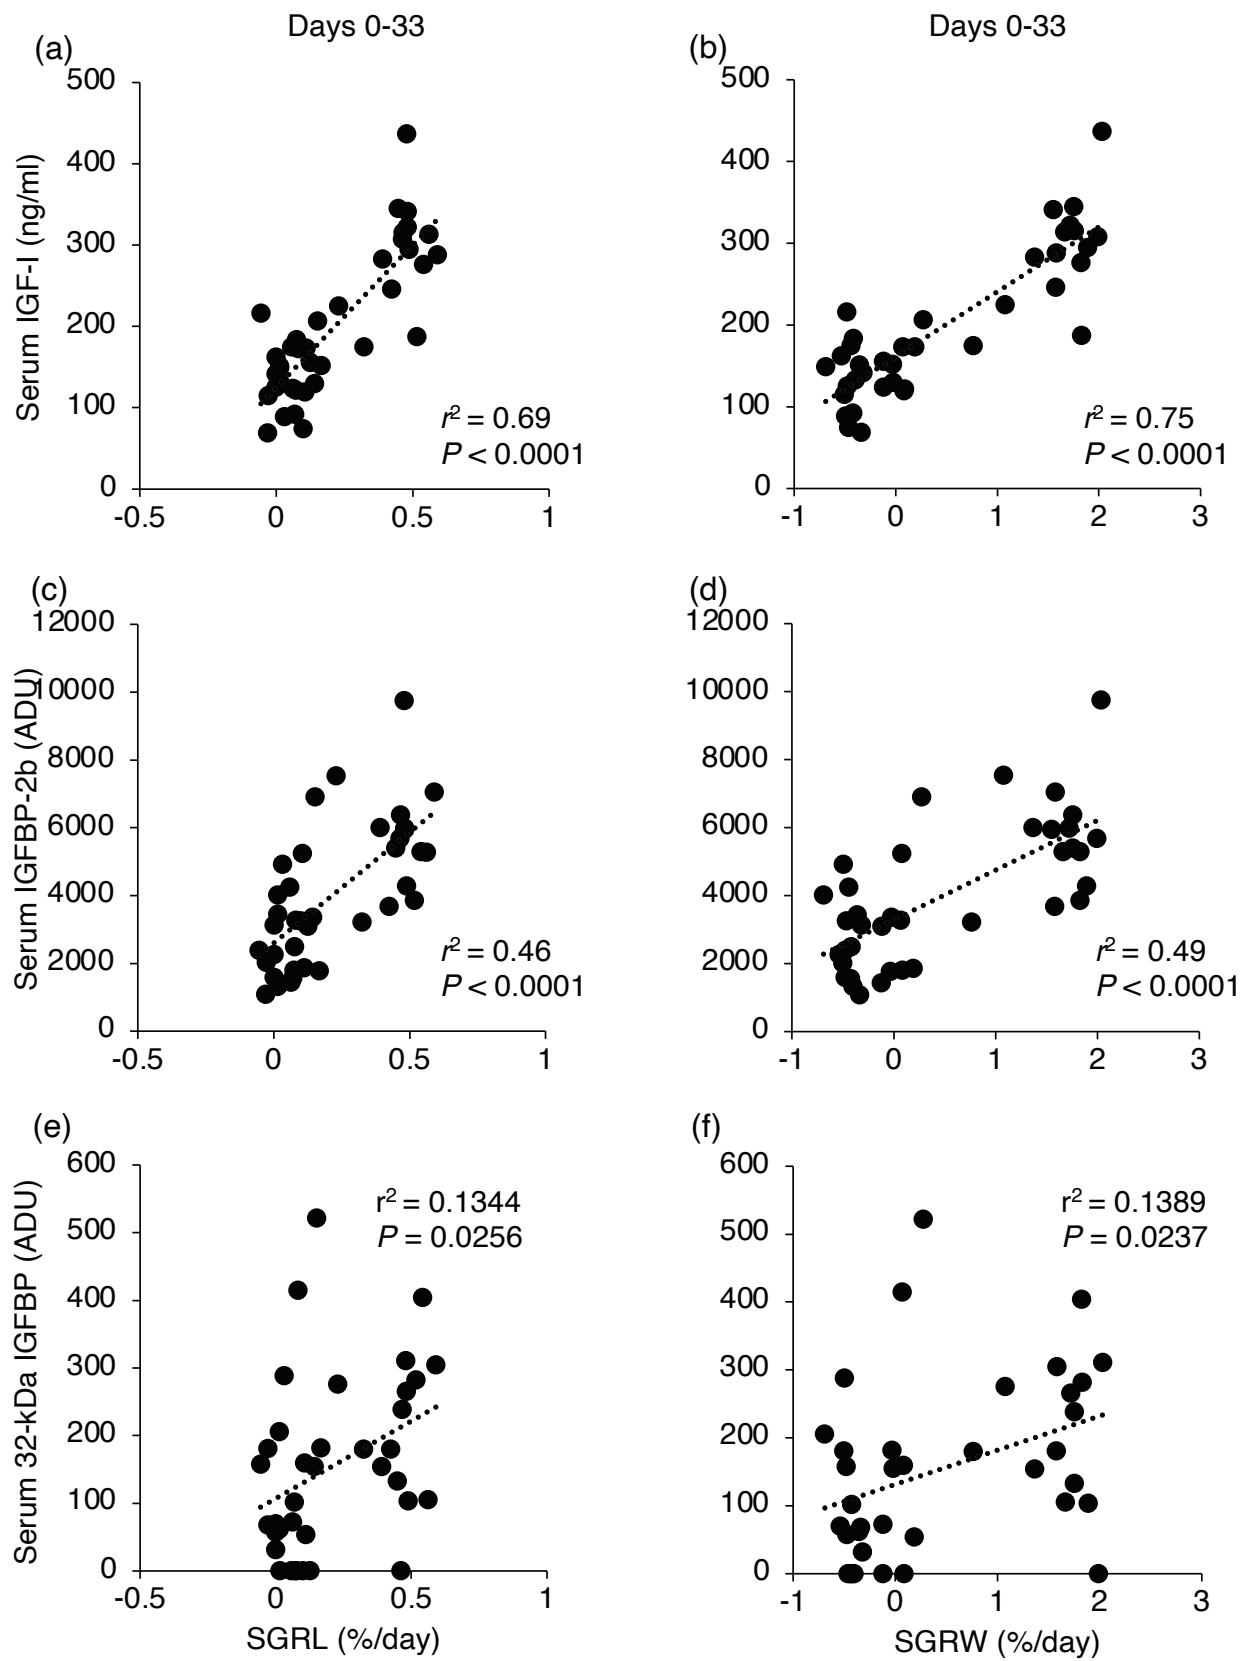 Days 0-33
Days 0-33
(a)
500
400
300
200
100
0
Serum IGF-I (ng/ml)
r² = 0.69
P < 0.0001
-0.5
0
0.5
1
(b)
500
400
300
200
100
0
r² = 0.75
P < 0.0001
-1
0
1
2
3
(c)
12000
10000
8000
6000
4000
2000
0
Serum IGFBP-2b (ADU)
r² = 0.46
P < 0.0001
-0.5
0
0.5
1
(d)
12000
10000
8000
6000
4000
2000
0
r² = 0.49
P < 0.0001
-1
0
1
2
3
(e)
600
500
400
300
200
100
0
Serum 32-kDa IGFBP (ADU)
r² = 0.1344
P = 0.0256
-0.5
0
0.5
1
SGRL (%/day)
(f)
600
500
400
300
200
100
0
r² = 0.1389
P = 0.0237
-1
0
1
2
3
SGRW (%/day)